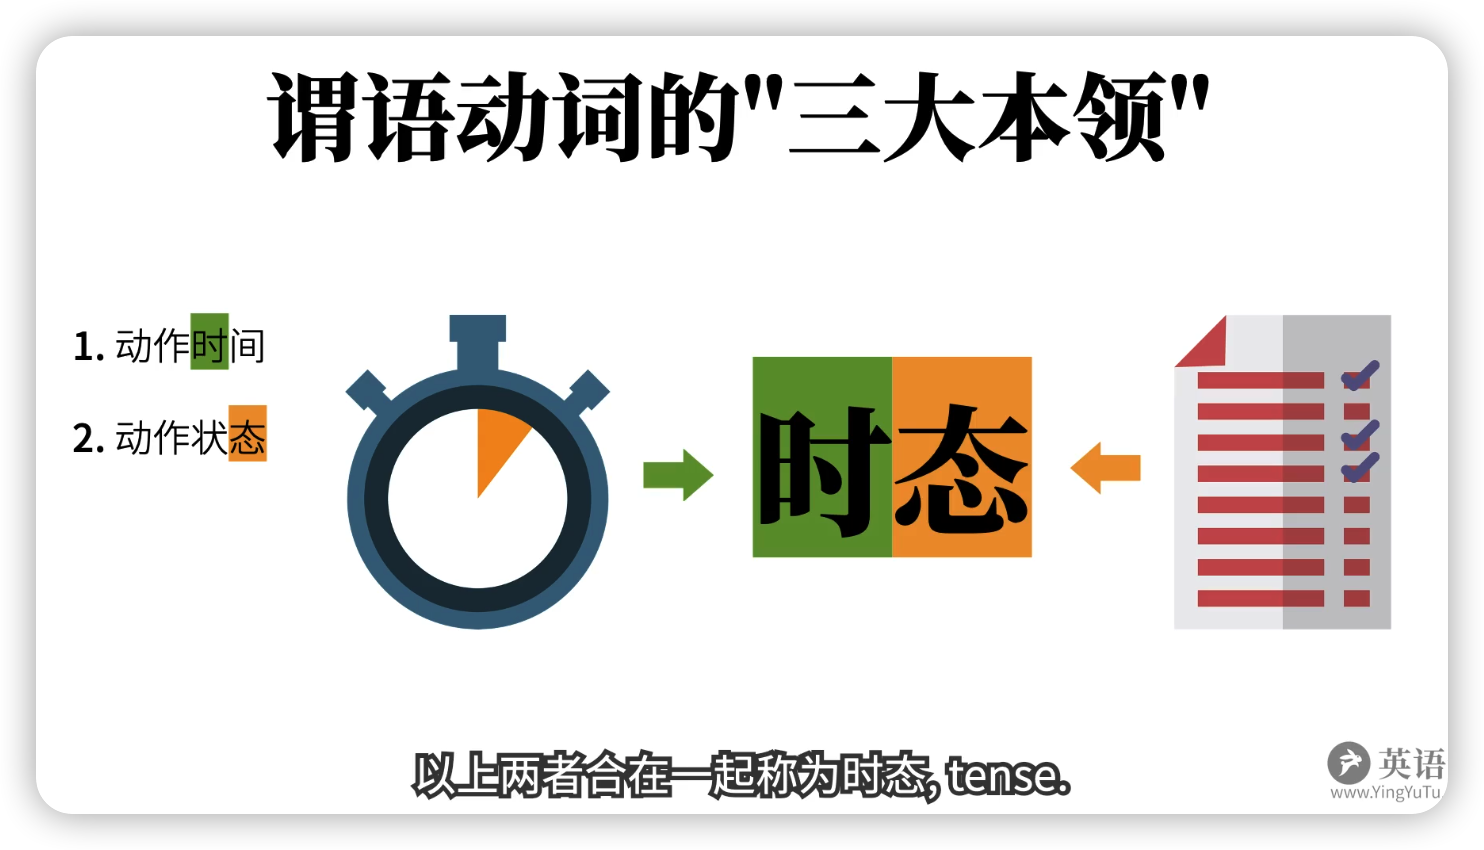 谓语动词的"三大本领"
1. 动作时间
2. 动作状态
时态
以上两者合在一起称为时态, tense.
英语
www.YingYuTu.